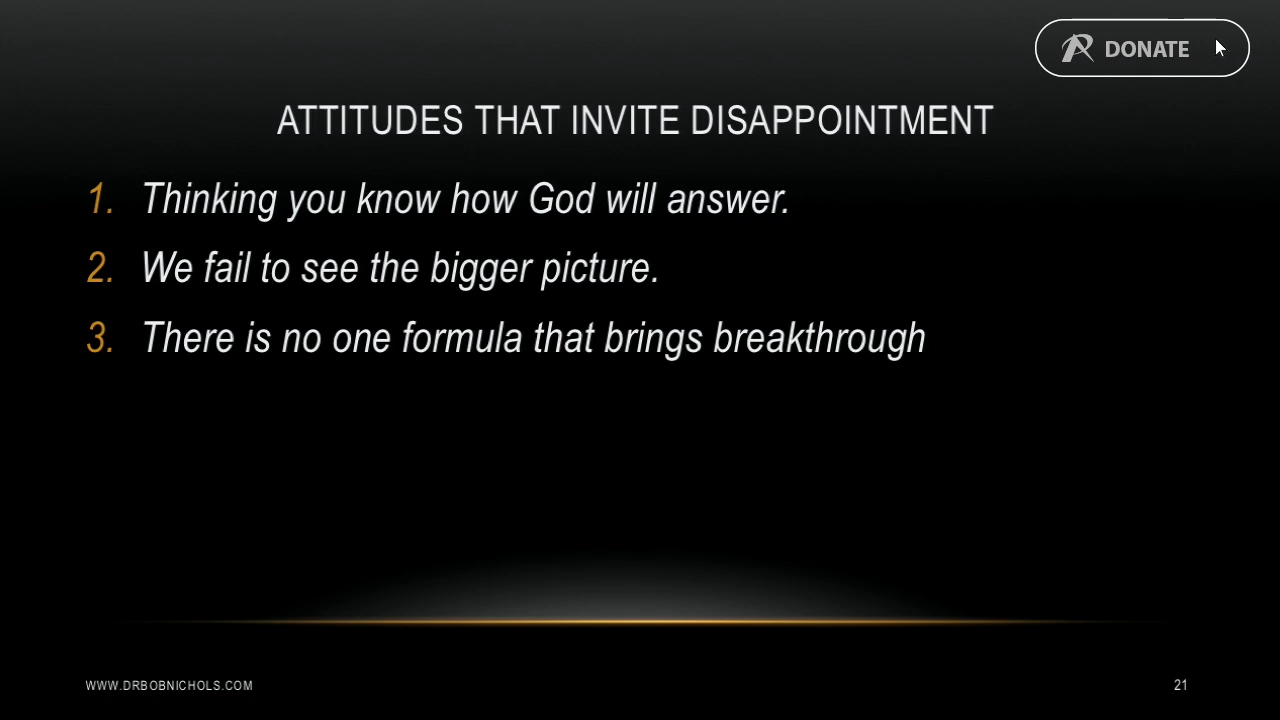 DONATE
ATTITUDES THAT INVITE DISAPPOINTMENT
1. Thinking you know how God will answer.
2. We fail to see the bigger picture.
3. There is no one formula that brings breakthrough
WWW.DRBOBNICHOLS.COM
21